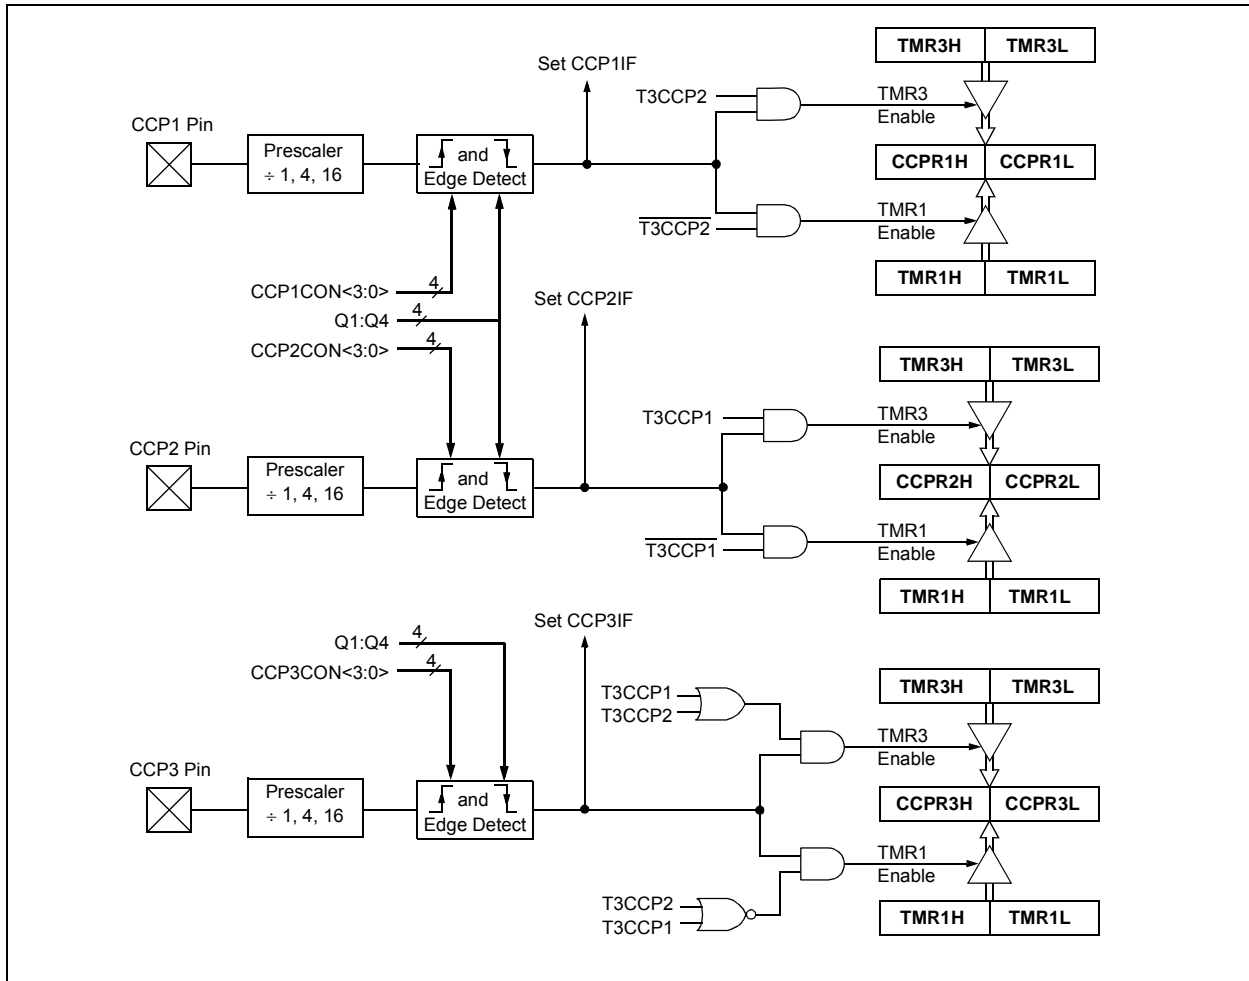 TMR3H TMR3L
Set CCP1IF
T3CCP2
TMR3
Enable
CCP1 Pin
Prescaler
÷ 1, 4, 16
and
Edge Detect
CCPR1H CCPR1L
T3CCP2
TMR1
Enable
TMR1H TMR1L
CCP1CON<3:0> 4
Q1:Q4 4
CCP2CON<3:0> 4
Set CCP2IF
TMR3H TMR3L
T3CCP1
TMR3
Enable
CCP2 Pin
Prescaler
÷ 1, 4, 16
and
Edge Detect
CCPR2H CCPR2L
T3CCP1
TMR1
Enable
TMR1H TMR1L
Set CCP3IF
Q1:Q4 4
CCP3CON<3:0> 4
TMR3H TMR3L
T3CCP1
T3CCP2
TMR3
Enable
CCP3 Pin
Prescaler
÷ 1, 4, 16
and
Edge Detect
CCPR3H CCPR3L
TMR1
Enable
T3CCP2
T3CCP1
TMR1H TMR1L